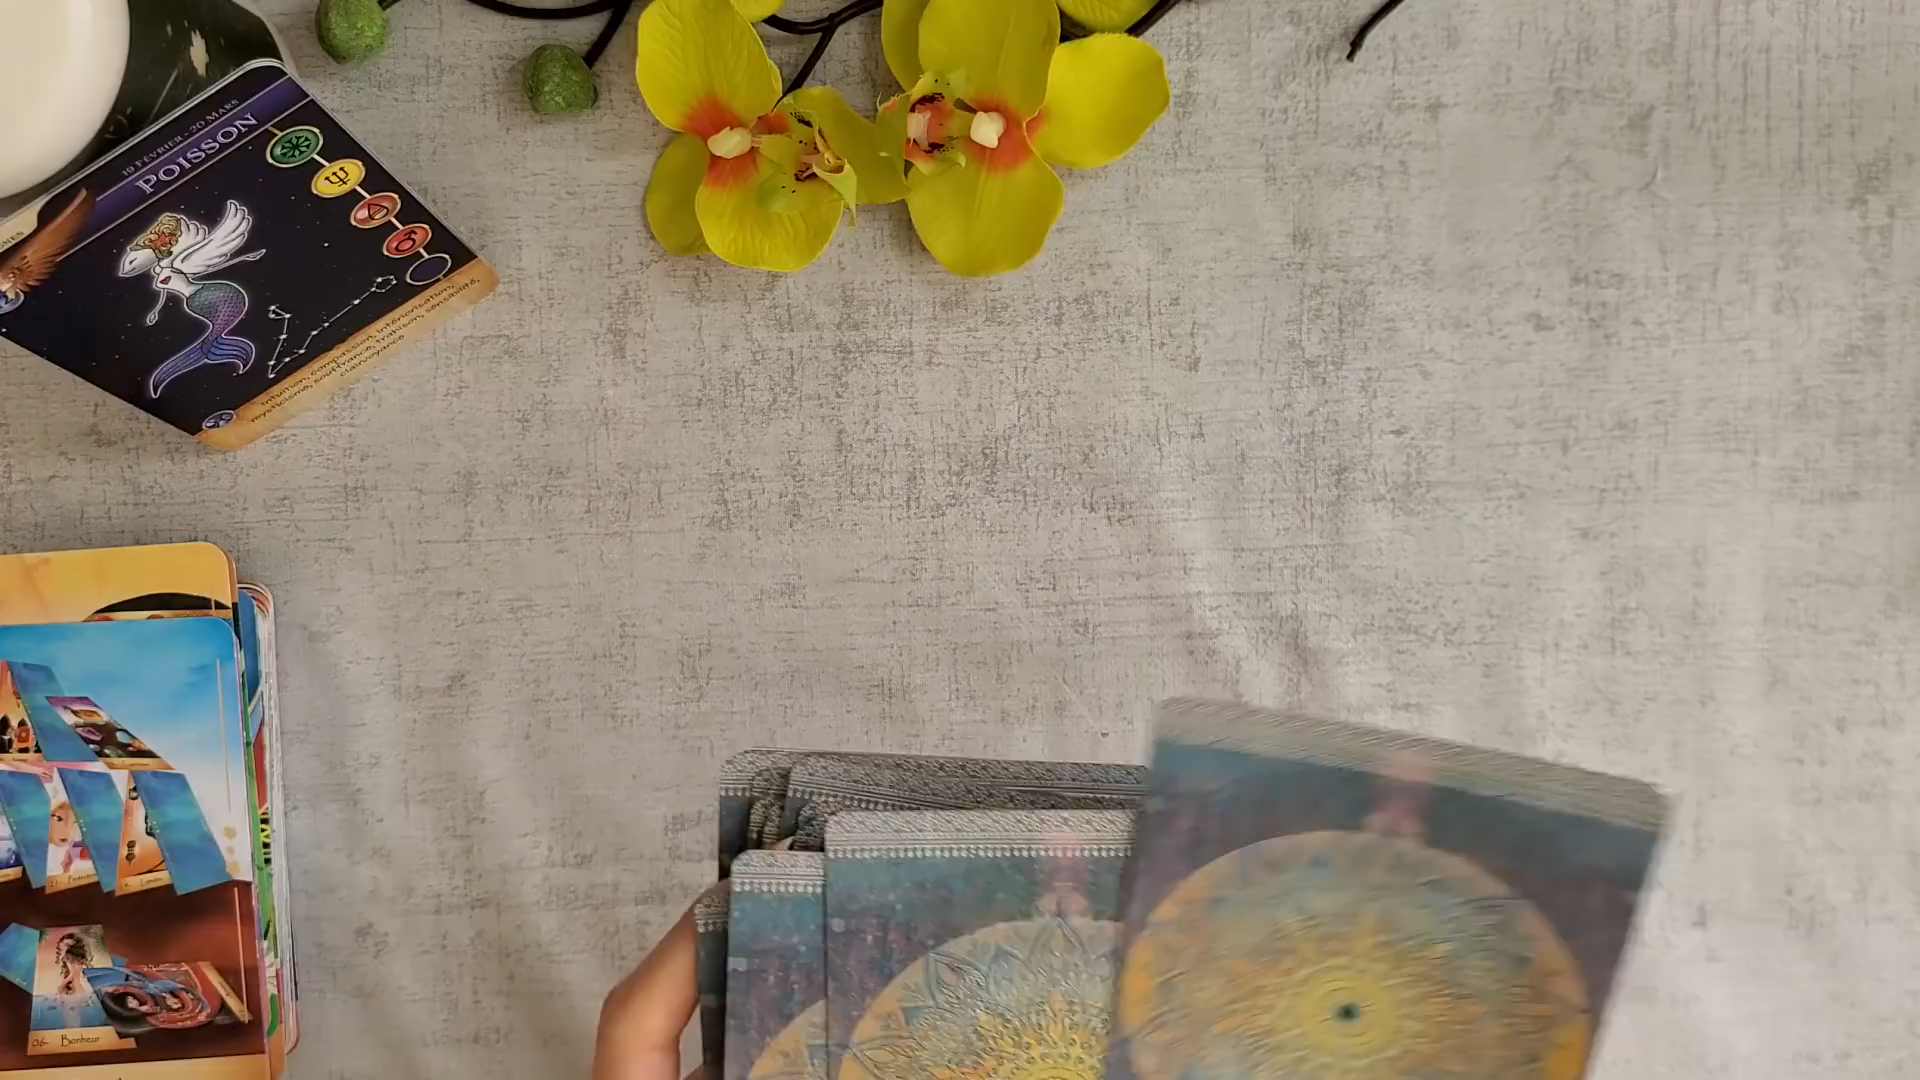 19 FÉVRIER - 20 MARS
POISSON
Intuition, compassion, intériorisation,
mysticisme, souffrance, trahison, sensibilité,
clairvoyance
06- Bonheur